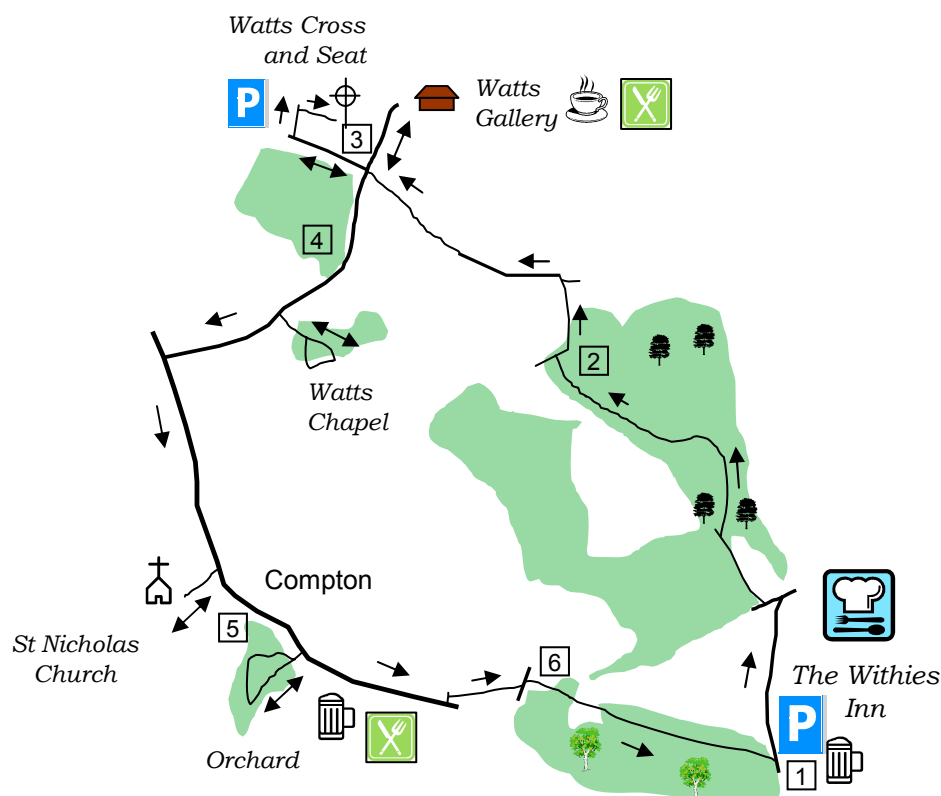 Watts Cross
and Seat
P
Watts
Gallery
3
4
2
Watts
Chapel
Compton
5
St Nicholas
Church
6
The Withies
Inn
P
Orchard
1